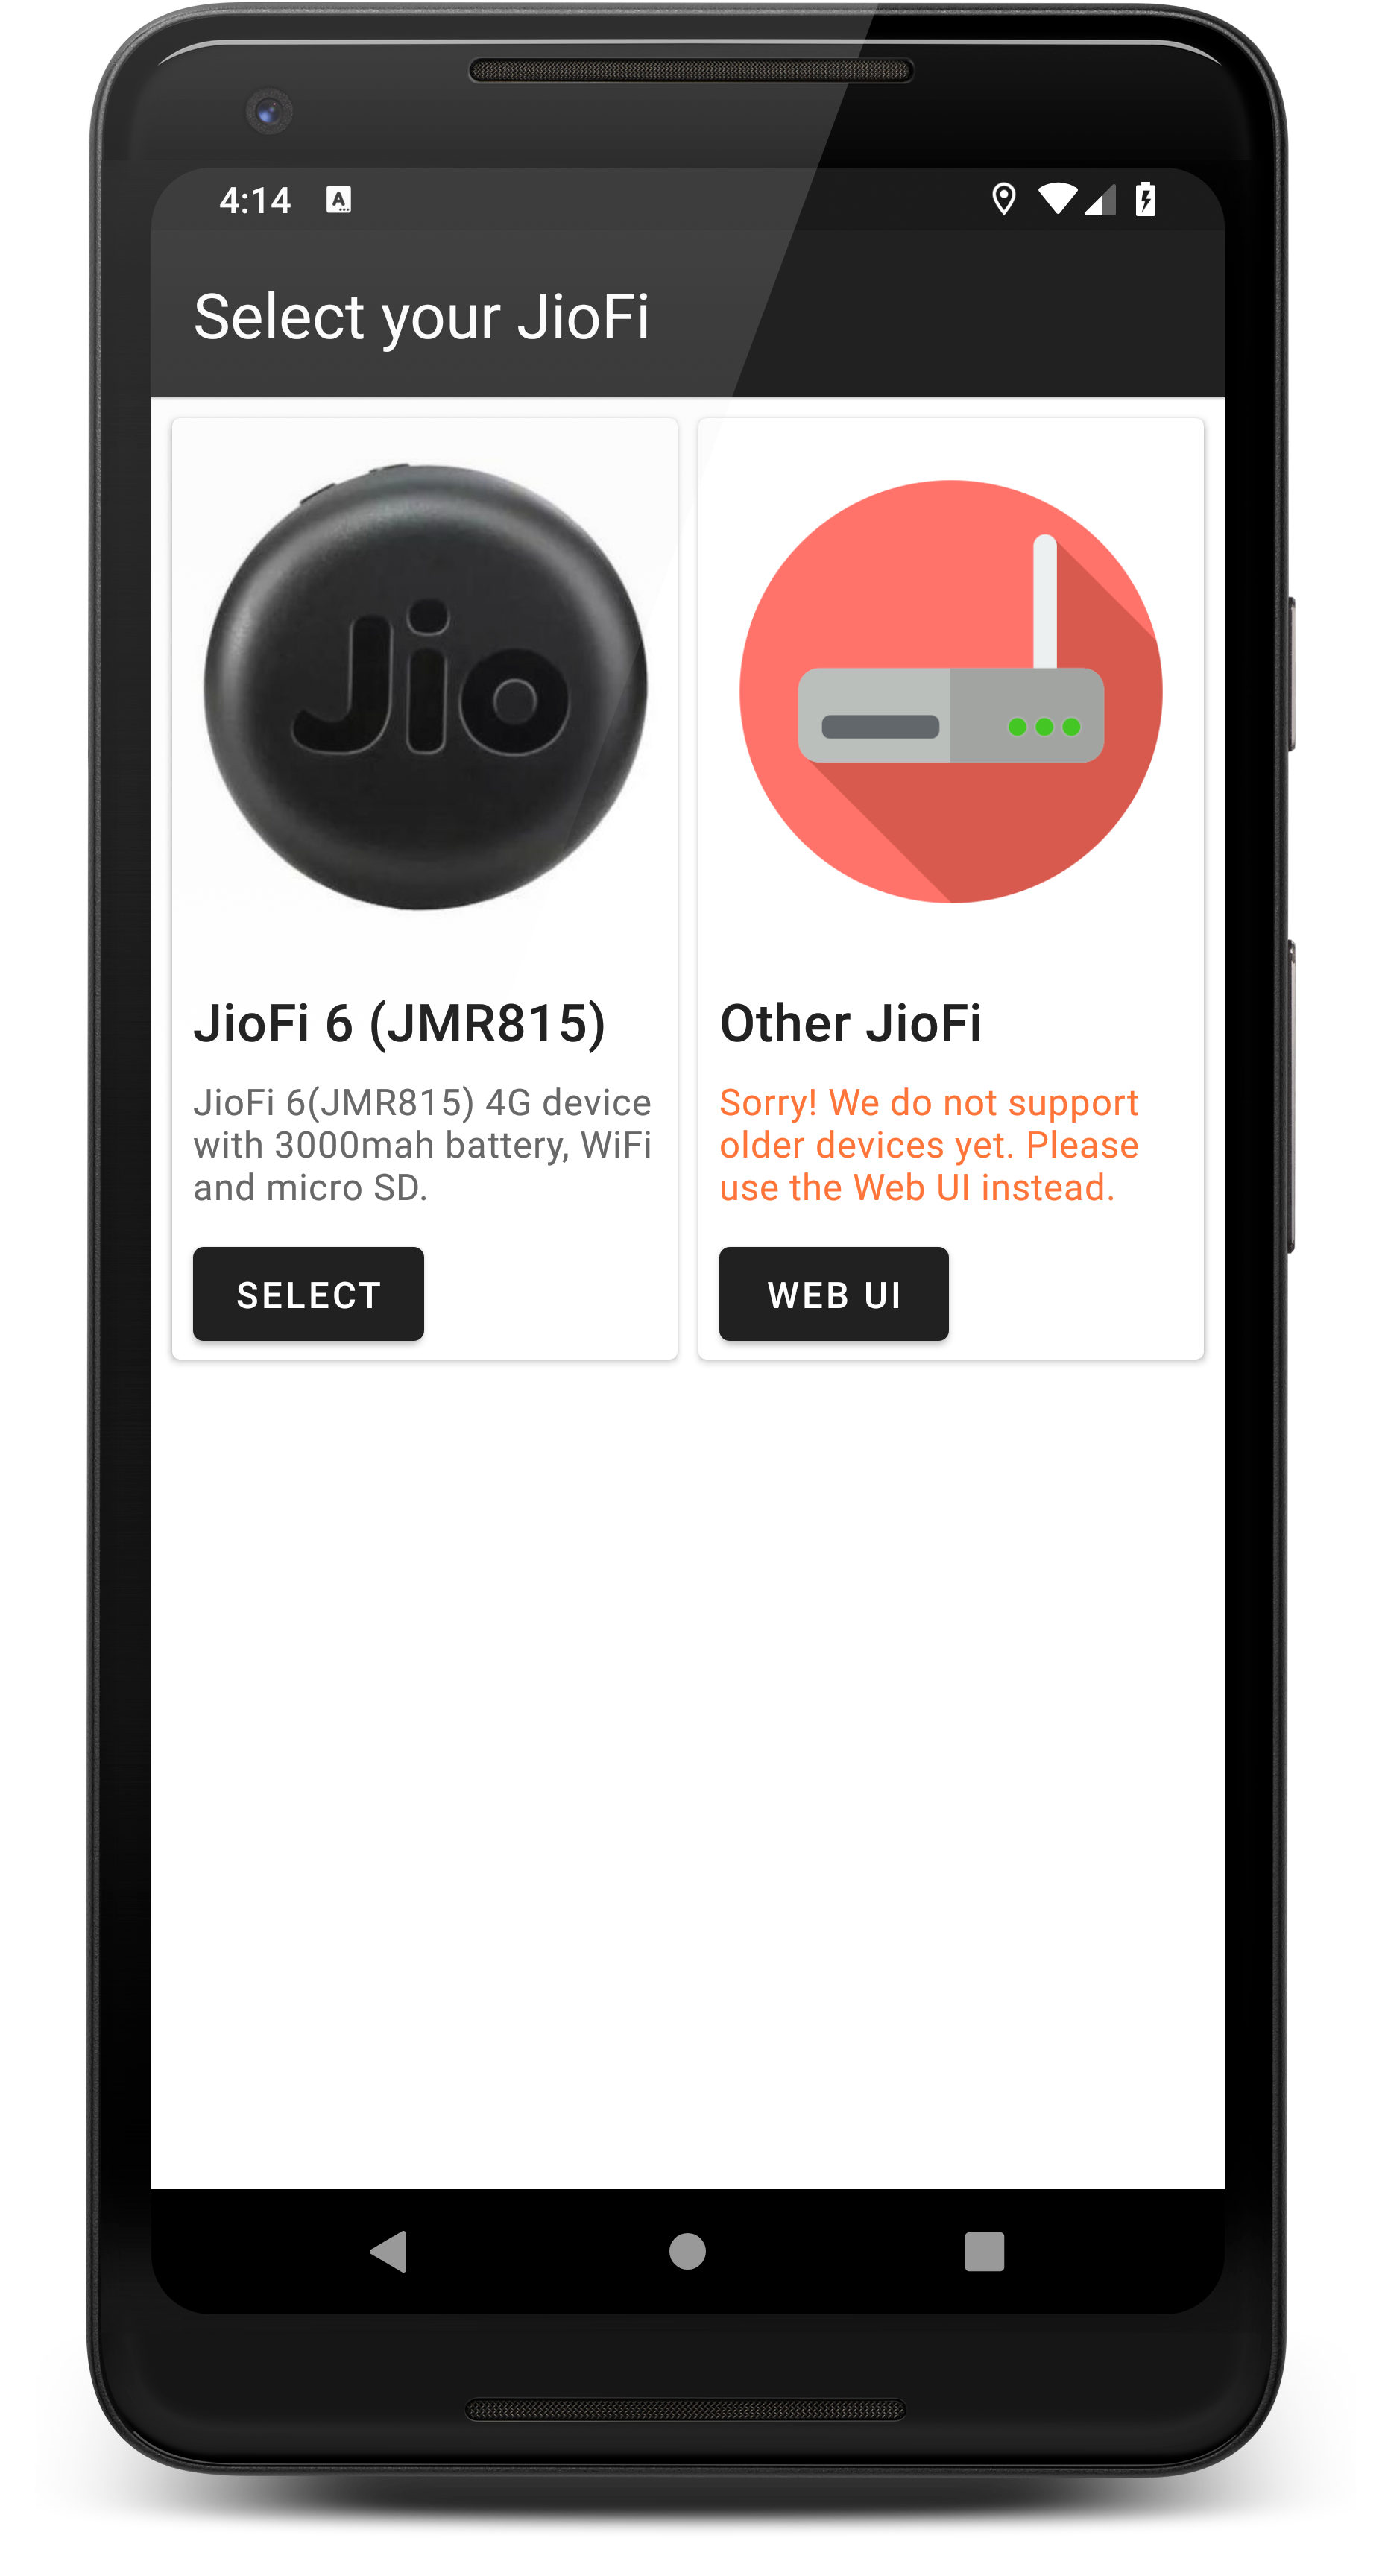 4:14
A
Select your JioFi
Jio
JioFi 6 (JMR815)
JioFi 6(JMR815) 4G device
with 3000mah battery, WiFi
and micro SD.
SELECT
Other JioFi
Sorry! We do not support
older devices yet. Please
use the Web UI instead.
WEB UI